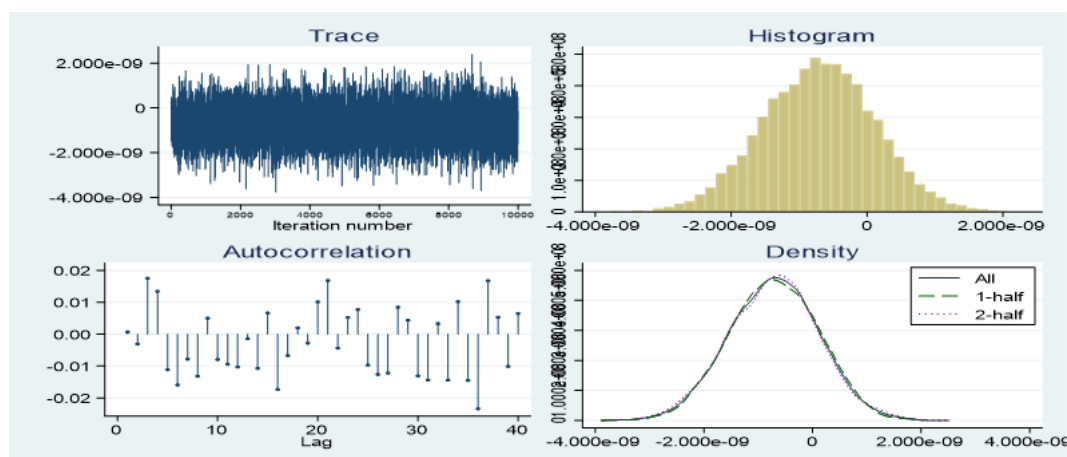 Trace
2.000e-09
0
-2.000e-09
-4.000e-09
0 2000 4000 6000 8000 10000
Iteration number
Histogram
0
-4.000e-09 -2.000e-09 0 2.000e-09
Autocorrelation
0.02
0.01
0.00
-0.01
-0.02
0 10 20 30 40
Lag
Density
All
1-half
2-half
-4.000e-09 -2.000e-09 0 2.000e-09 4.000e-09